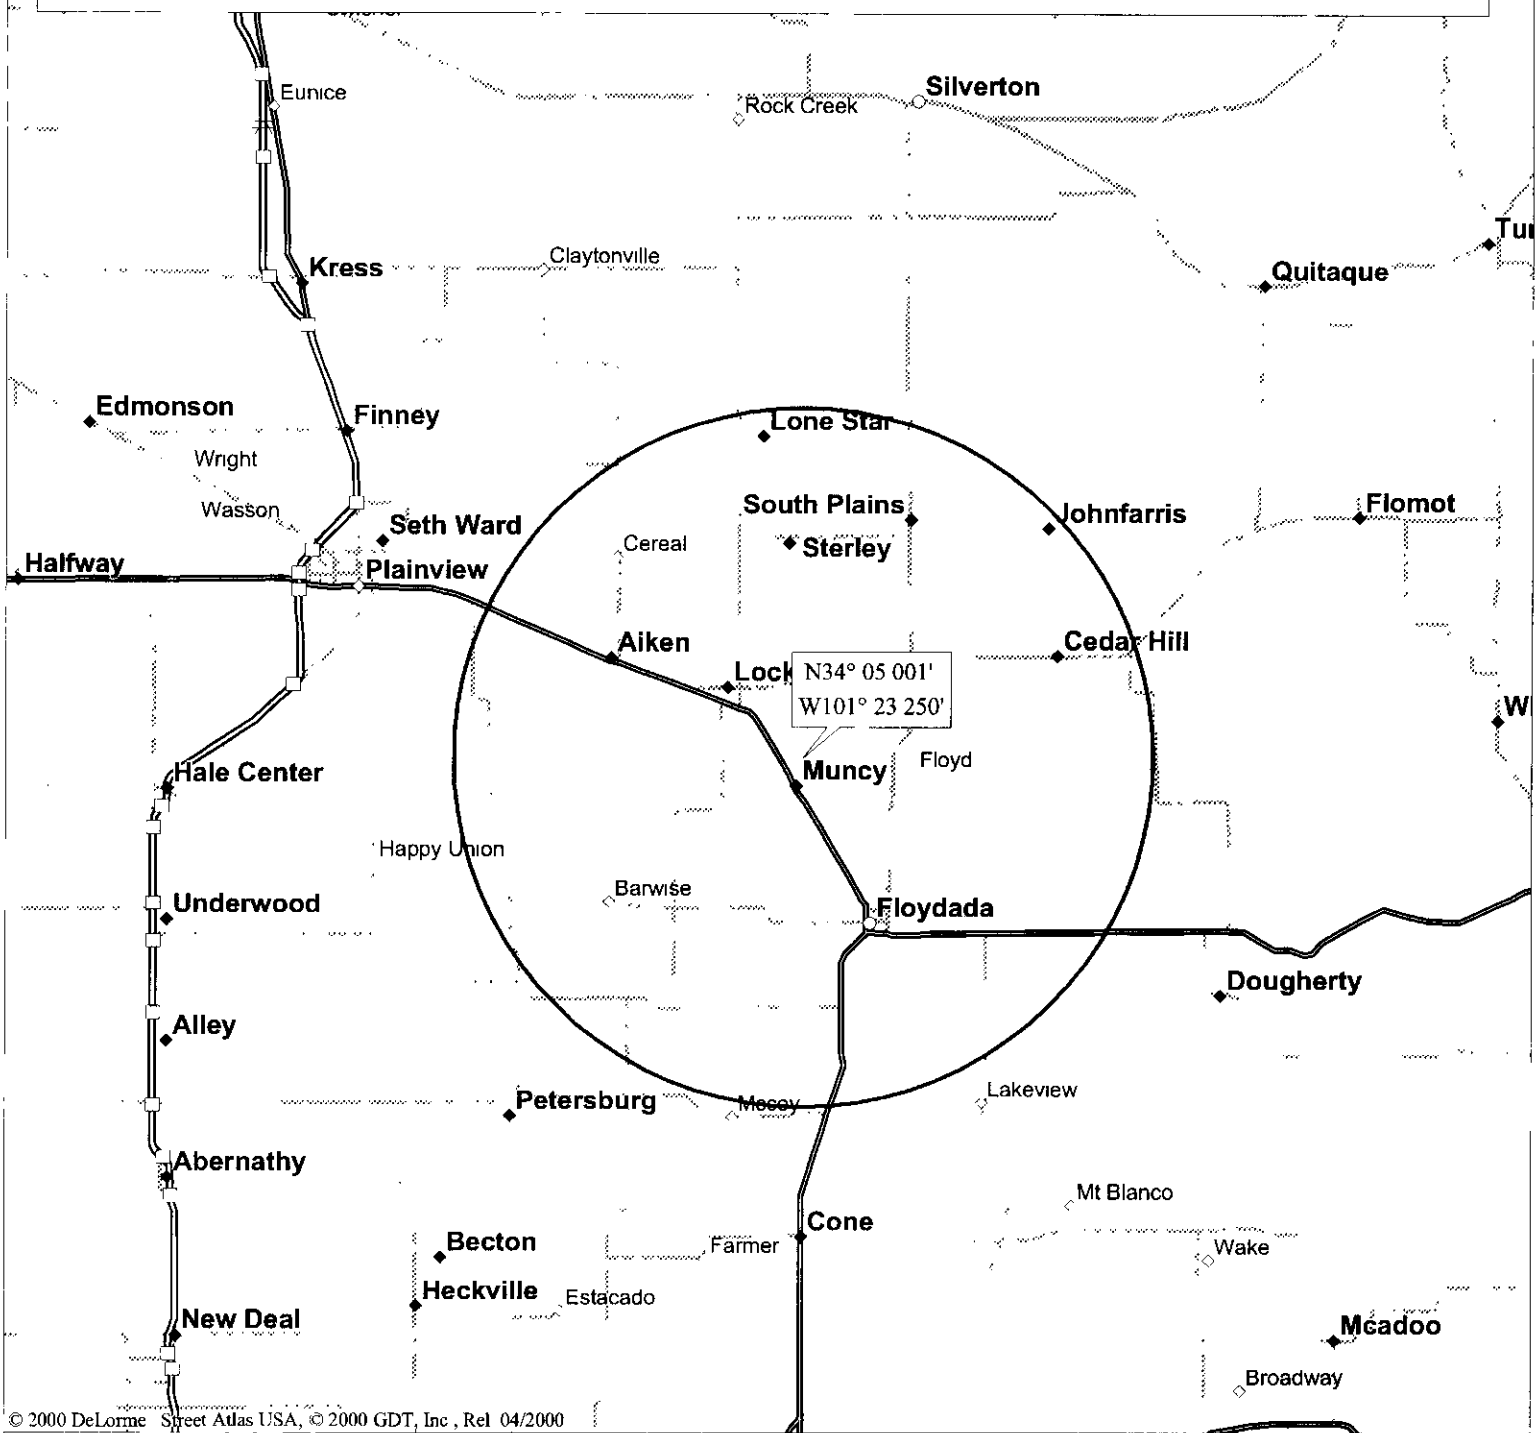 Silverton
Eunice
Rock Creek
Claytonville
Kress
Quitaque
Edmonson
Finney
Lone Star
Wright
Wasson
South Plains
Johnfarris
Flomot
Seth Ward
Cereal
Sterley
Halfway
Plainview
Aiken
Cedar Hill
Lock
N34° 05 001'
W101° 23 250'
Floyd
Muncy
Hale Center
Happy Union
Barwise
Underwood
Floydada
Dougherty
Alley
Lakeview
Petersburg
Abernathy
Mt Blanco
Cone
Becton
Farmer
Wake
Heckville
Estacado
New Deal
Mcadoo
Broadway
© 2000 DeLorme Street Atlas USA, © 2000 GDT, Inc , Rel 04/2000